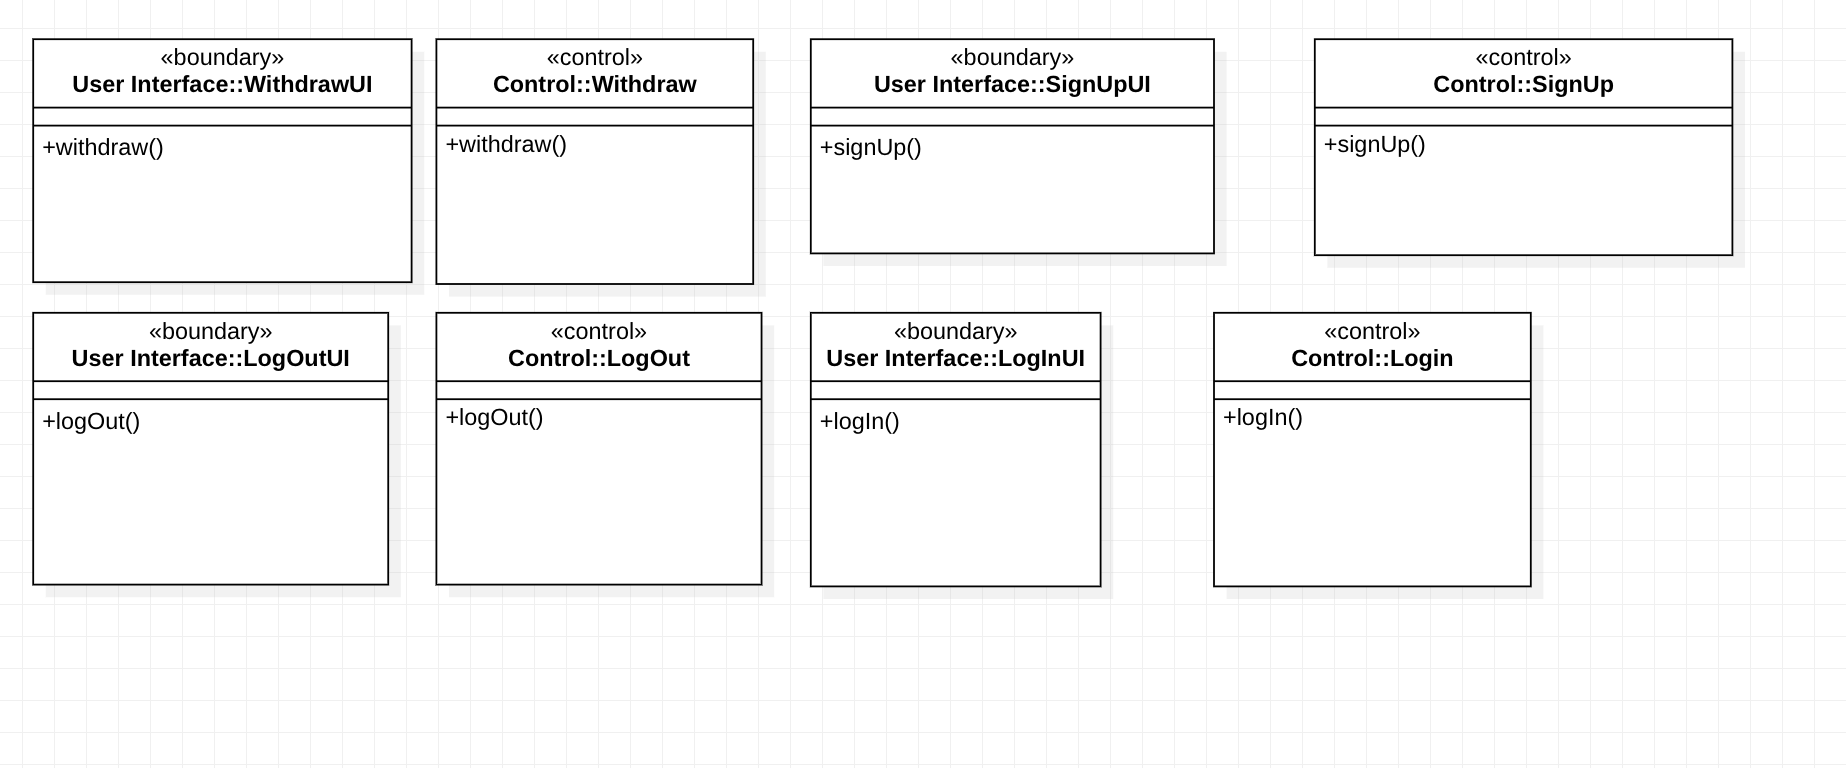 «boundary»
User Interface::WithdrawUI
+withdraw()
«control»
Control::Withdraw
+withdraw()
«boundary»
User Interface::SignUpUI
+signUp()
«control»
Control::SignUp
+signUp()
«boundary»
User Interface::LogOutUI
+logOut()
«control»
Control::LogOut
+logOut()
«boundary»
User Interface::LogInUI
+logIn()
«control»
Control::Login
+logIn()